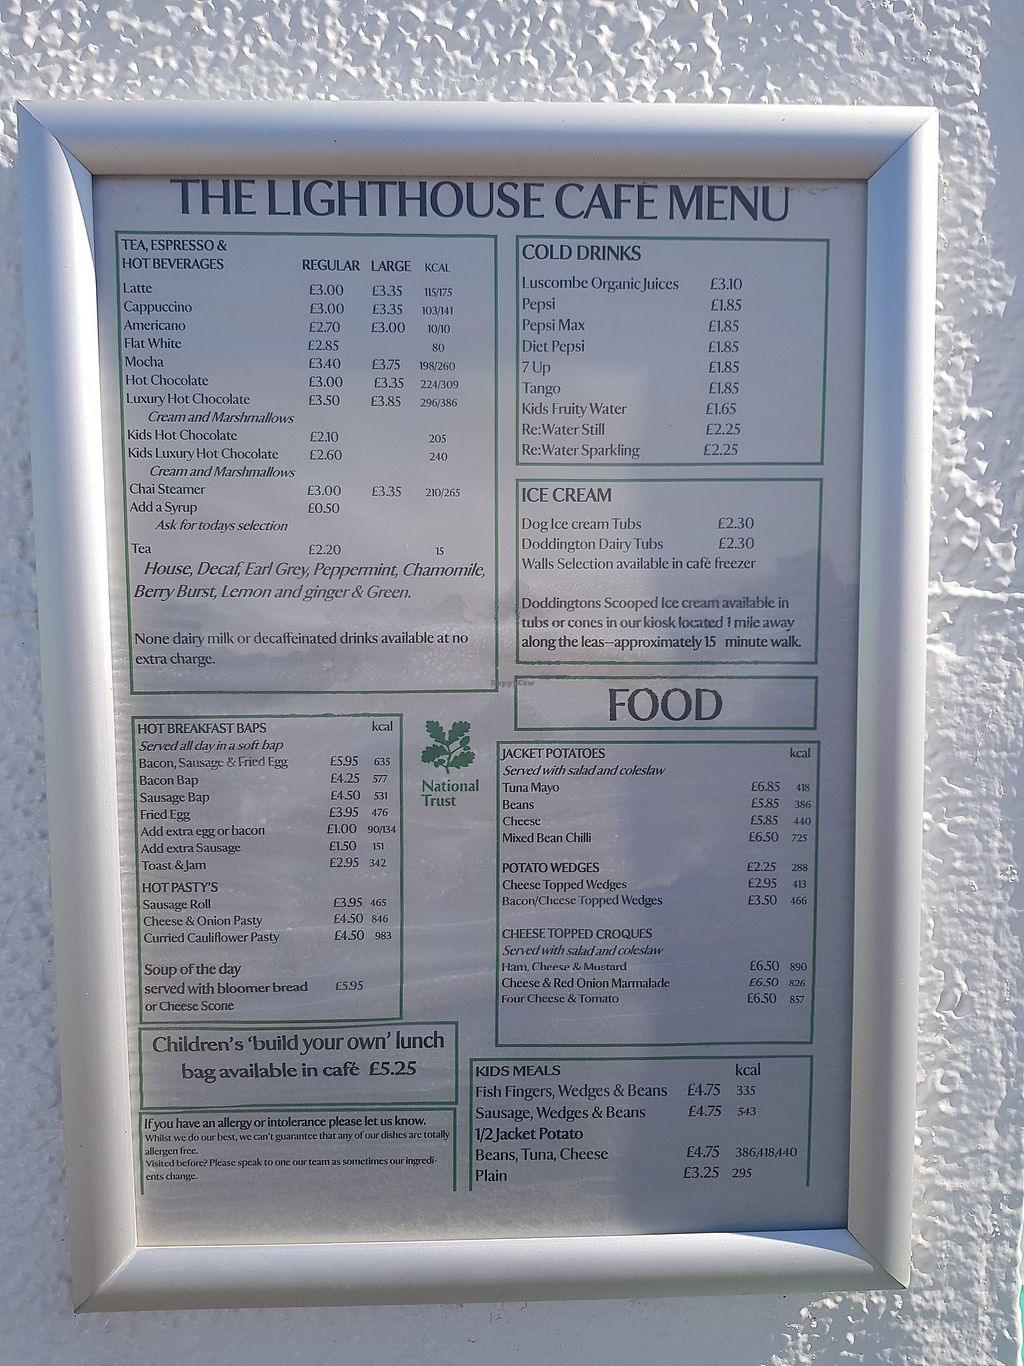 THE LIGHTHOUSE CAFE MENU
TEA, ESPRESSO &
HOT BEVERAGES REGULAR LARGE KCAL
Latte £3.00 £3.35 115/175
Cappuccino £3.00 £3.35 103/141
Americano £2.70 £3.00 10/10
Flat White £2.85 80
Mocha £3.40 £3.75 198/260
Hot Chocolate £3.00 £3.35 224/309
Luxury Hot Chocolate £3.50 £3.85 296/386
Cream and Marshmallows
Kids Hot Chocolate £2.10 205
Kids Luxury Hot Chocolate £2.60 240
Cream and Marshmallows
Chai Steamer £3.00 £3.35 210/265
Add a Syrup £0.50
Ask for todays selection
Tea £2.20 15
House, Decaf, Earl Grey, Peppermint, Chamomile,
Berry Burst, Lemon and ginger & Green.
None dairy milk or decaffeinated drinks available at no
extra charge.
COLD DRINKS
Luscombe Organic Juices £3.10
Pepsi £1.85
Pepsi Max £1.85
Diet Pepsi £1.85
7 Up £1.85
Tango £1.85
Kids Fruity Water £1.65
Re:Water Still £2.25
Re:Water Sparkling £2.25
ICE CREAM
Dog Ice cream Tubs £2.30
Doddington Dairy Tubs £2.30
Walls Selection available in café freezer
Doddingtons Scooped Ice cream available in
tubs or cones in our kiosk located 1 mile away
along the leas—approximately 15 minute walk.
HappyCow
FOOD
HOT BREAKFAST BAPS kcal
Served all day in a soft bap
Bacon, Sausage & Fried Egg £5.95 635
Bacon Bap £4.25 577
Sausage Bap £4.50 531
Fried Egg £3.95 476
Add extra egg or bacon £1.00 90/134
Add extra Sausage £1.50 151
Toast & Jam £2.95 342
HOT PASTY'S
Sausage Roll £3.95 465
Cheese & Onion Pasty £4.50 846
Curried Cauliflower Pasty £4.50 983
Soup of the day
served with bloomer bread £5.95
or Cheese Scone
National
Trust
JACKET POTATOES kcal
Served with salad and coleslaw
Tuna Mayo £6.85 418
Beans £5.85 386
Cheese £5.85 440
Mixed Bean Chilli £6.50 725
POTATO WEDGES £2.25 288
Cheese Topped Wedges £2.95 413
Bacon/Cheese Topped Wedges £3.50 466
CHEESE TOPPED CROQUES
Served with salad and coleslaw
Ham, Cheese & Mustard £6.50 890
Cheese & Red Onion Marmalade £6.50 826
Four Cheese & Tomato £6.50 857
Children's 'build your own' lunch
bag available in café £5.25
If you have an allergy or intolerance please let us know.
Whilst we do our best, we can't guarantee that any of our dishes are totally
allergen free.
Visited before? Please speak to one our team as sometimes our ingredi-
ents change.
KIDS MEALS kcal
Fish Fingers, Wedges & Beans £4.75 335
Sausage, Wedges & Beans £4.75 543
1/2 Jacket Potato
Beans, Tuna, Cheese £4.75 386,418,440
Plain £3.25 295